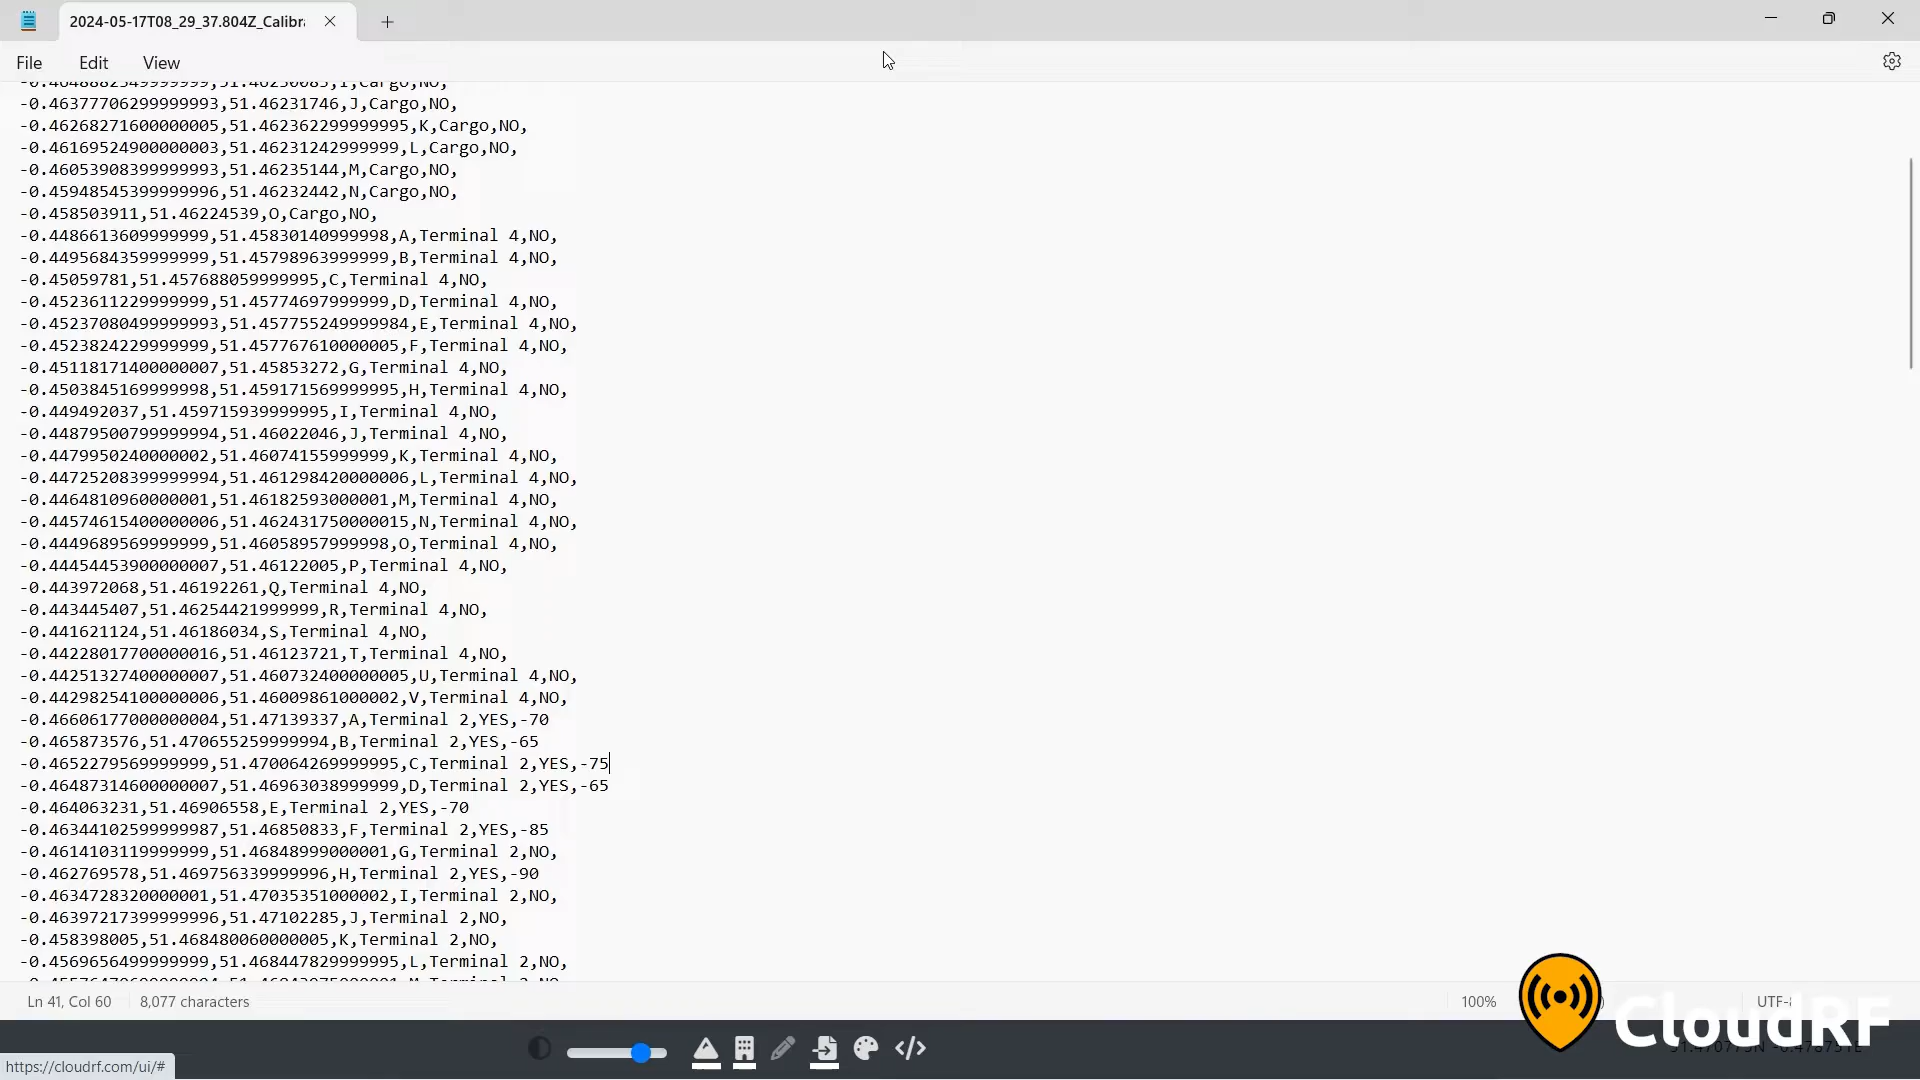 2024-05-17T08_29_37.804Z_Calibr
File Edit View
-0.46377706299999993,51.46231746,J,Cargo,NO,
-0.46268271600000005,51.462362299999995,K,Cargo,NO,
-0.46169524900000003,51.46231242999999,L,Cargo,NO,
-0.46053908399999993,51.46235144,M,Cargo,NO,
-0.45948545399999996,51.46232442,N,Cargo,NO,
-0.458503911,51.46224539,O,Cargo,NO,
-0.4486613609999999,51.45830140999998,A,Terminal 4,NO,
-0.4495684359999999,51.45798963999999,B,Terminal 4,NO,
-0.45059781,51.457688059999995,C,Terminal 4,NO,
-0.4523611229999999,51.45774697999999,D,Terminal 4,NO,
-0.45237080499999993,51.457755249999984,E,Terminal 4,NO,
-0.4523824229999999,51.457767610000005,F,Terminal 4,NO,
-0.45118171400000007,51.45853272,G,Terminal 4,NO,
-0.4503845169999998,51.459171569999995,H,Terminal 4,NO,
-0.449492037,51.459715939999995,I,Terminal 4,NO,
-0.44879500799999994,51.46022046,J,Terminal 4,NO,
-0.4479950240000002,51.46074155999999,K,Terminal 4,NO,
-0.44725208399999994,51.461298420000006,L,Terminal 4,NO,
-0.4464810960000001,51.46182593000001,M,Terminal 4,NO,
-0.44574615400000006,51.462431750000015,N,Terminal 4,NO,
-0.4449689569999999,51.46058957999998,O,Terminal 4,NO,
-0.44454453900000007,51.46122005,P,Terminal 4,NO,
-0.443972068,51.46192261,Q,Terminal 4,NO,
-0.443445407,51.46254421999999,R,Terminal 4,NO,
-0.441621124,51.46186034,S,Terminal 4,NO,
-0.44228017700000016,51.46123721,T,Terminal 4,NO,
-0.44251327400000007,51.460732400000005,U,Terminal 4,NO,
-0.44298254100000006,51.46009861000002,V,Terminal 4,NO,
-0.46606177000000004,51.47139337,A,Terminal 2,YES,-70
-0.465873576,51.470655259999994,B,Terminal 2,YES,-65
-0.4652279569999999,51.470064269999995,C,Terminal 2,YES,-75
-0.46487314600000007,51.46963038999999,D,Terminal 2,YES,-65
-0.464063231,51.46906558,E,Terminal 2,YES,-70
-0.46344102599999987,51.46850833,F,Terminal 2,YES,-85
-0.4614103119999999,51.46848999000001,G,Terminal 2,NO,
-0.462769578,51.469756339999996,H,Terminal 2,YES,-90
-0.4634728320000001,51.47035351000002,I,Terminal 2,NO,
-0.46397217399999996,51.47102285,J,Terminal 2,NO,
-0.458398005,51.468480060000005,K,Terminal 2,NO,
-0.4569656499999999,51.468447829999995,L,Terminal 2,NO,
Ln 41, Col 60 8,077 characters 100% UTF-
CloudRF
https://cloudrf.com/ui/#